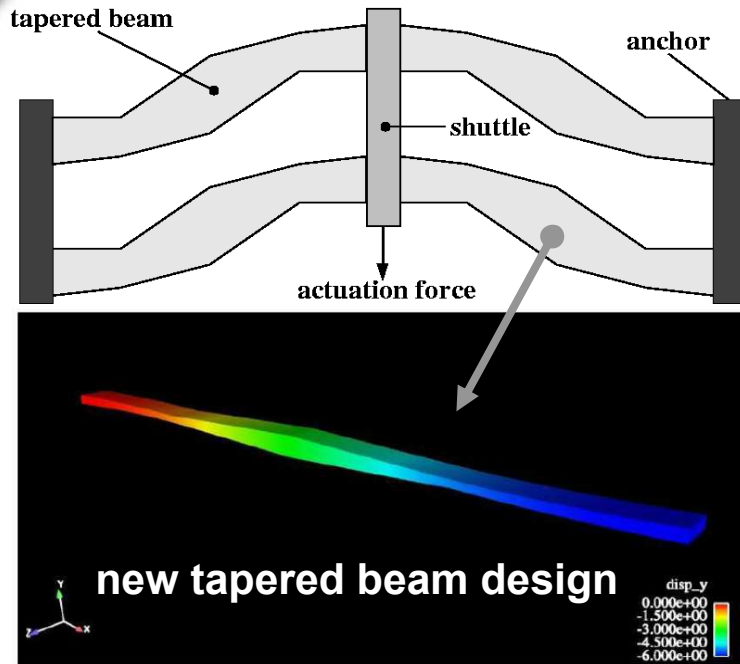 tapered beam
anchor
shuttle
actuation force
new tapered beam design
Y
Z
X
disp_y
0.000e+00
-1.500e+00
-3.000e+00
-4.500e+00
-6.000e+00